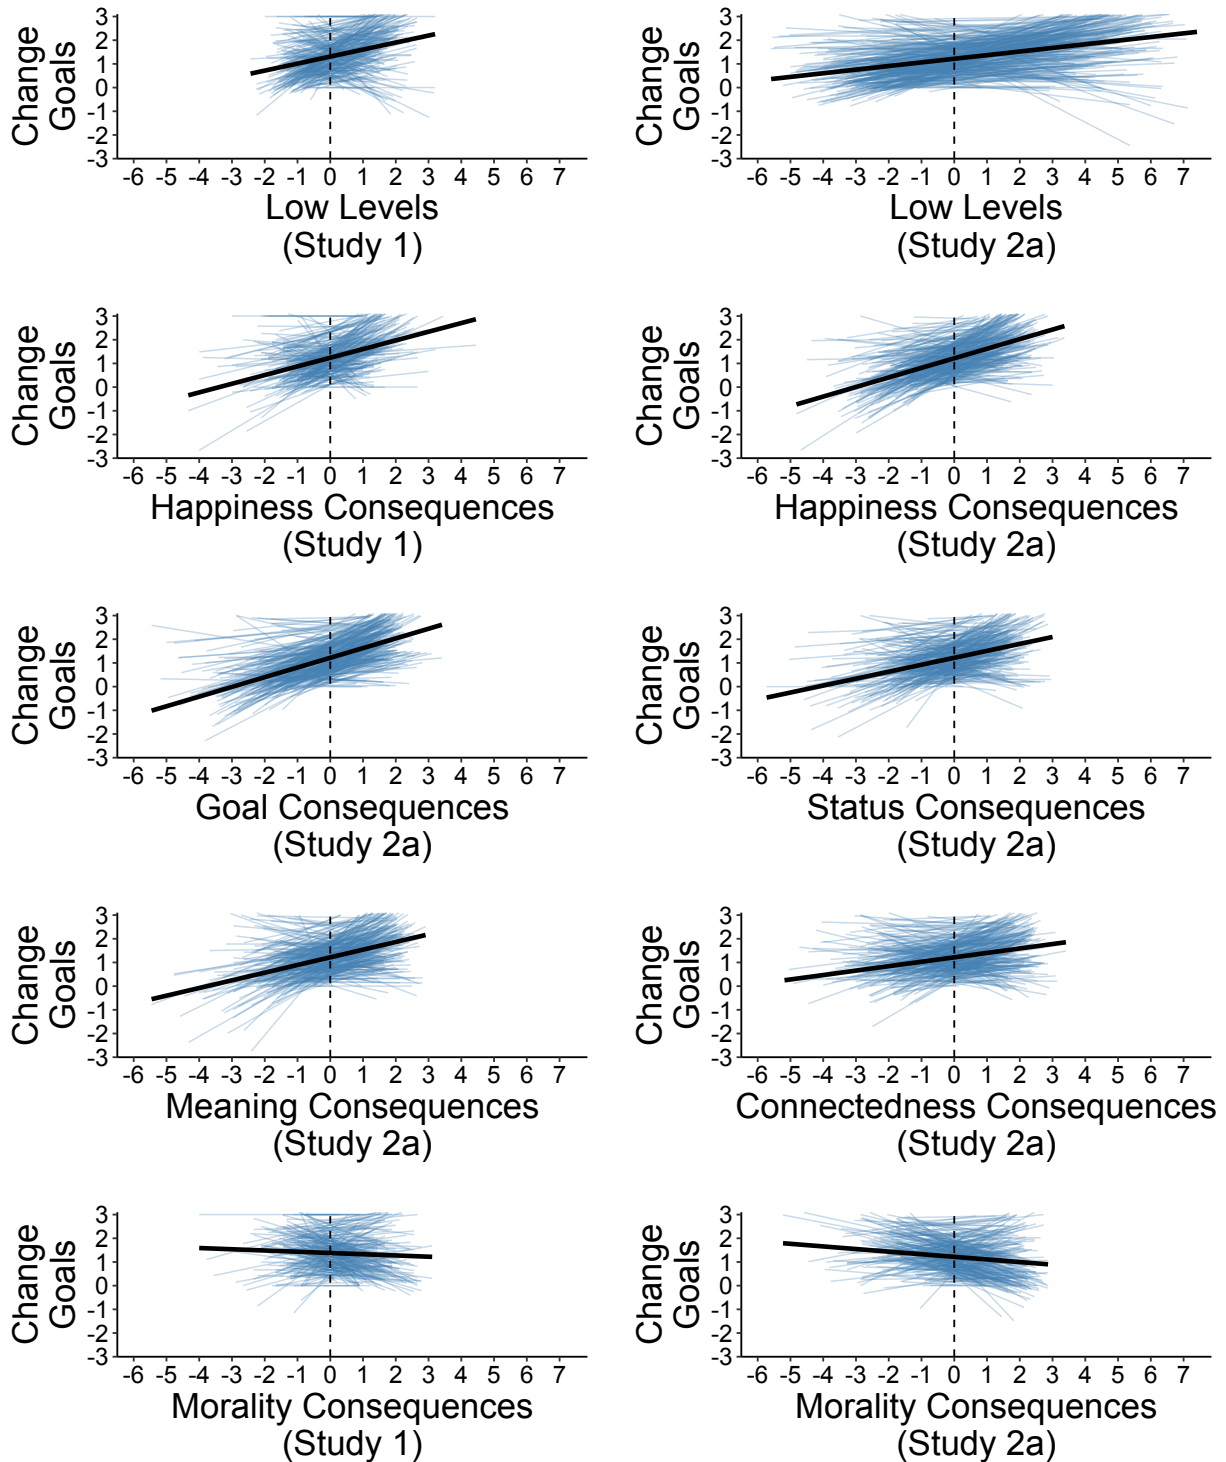 Change
Goals
3
2
1
0
-1
-2
-3
-6 -5 -4 -3 -2 -1 0 1 2 3 4 5 6 7
Low Levels
(Study 1)
Change
Goals
3
2
1
0
-1
-2
-3
-6 -5 -4 -3 -2 -1 0 1 2 3 4 5 6 7
Low Levels
(Study 2a)
Change
Goals
3
2
1
0
-1
-2
-3
-6 -5 -4 -3 -2 -1 0 1 2 3 4 5 6 7
Happiness Consequences
(Study 1)
Change
Goals
3
2
1
0
-1
-2
-3
-6 -5 -4 -3 -2 -1 0 1 2 3 4 5 6 7
Happiness Consequences
(Study 2a)
Change
Goals
3
2
1
0
-1
-2
-3
-6 -5 -4 -3 -2 -1 0 1 2 3 4 5 6 7
Goal Consequences
(Study 2a)
Change
Goals
3
2
1
0
-1
-2
-3
-6 -5 -4 -3 -2 -1 0 1 2 3 4 5 6 7
Status Consequences
(Study 2a)
Change
Goals
3
2
1
0
-1
-2
-3
-6 -5 -4 -3 -2 -1 0 1 2 3 4 5 6 7
Meaning Consequences
(Study 2a)
Change
Goals
3
2
1
0
-1
-2
-3
-6 -5 -4 -3 -2 -1 0 1 2 3 4 5 6 7
Connectedness Consequences
(Study 2a)
Change
Goals
3
2
1
0
-1
-2
-3
-6 -5 -4 -3 -2 -1 0 1 2 3 4 5 6 7
Morality Consequences
(Study 1)
Change
Goals
3
2
1
0
-1
-2
-3
-6 -5 -4 -3 -2 -1 0 1 2 3 4 5 6 7
Morality Consequences
(Study 2a)